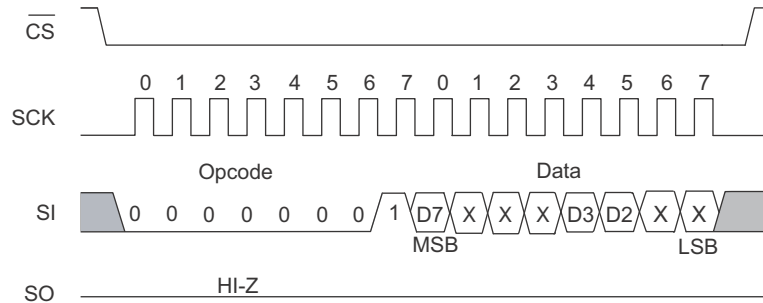 CS
0 1 2 3 4 5 6 7 0 1 2 3 4 5 6 7
SCK
Opcode Data
SI 0 0 0 0 0 0 0 1 D7 X X X D3 D2 X X
MSB LSB
HI-Z
SO